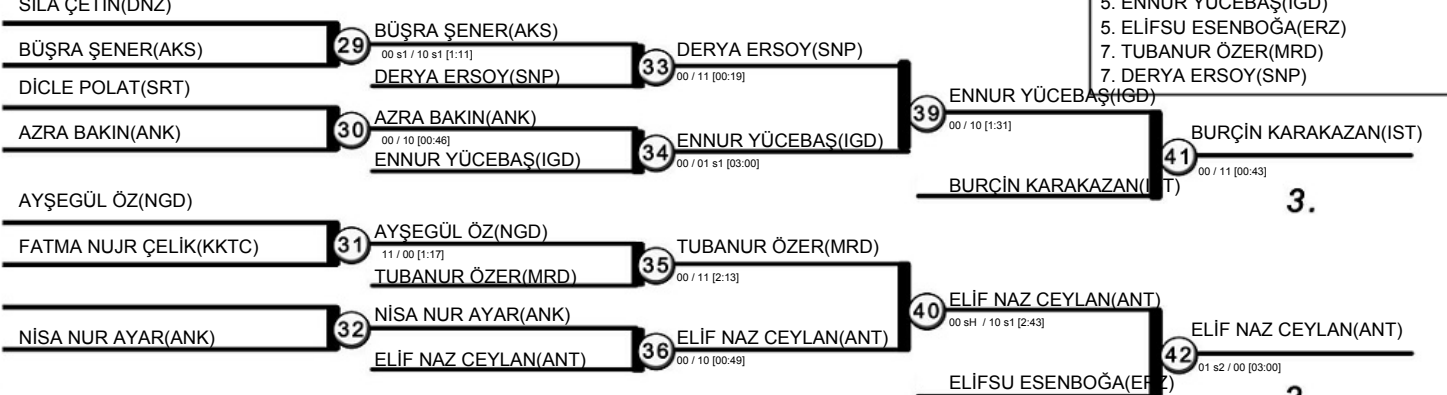 SILA ÇETİN(DNZ)
BÜŞRA ŞENER(AKS)
29
BÜŞRA ŞENER(AKS)
00 s1 / 10 s1 [1:11]
DERYA ERSOY(SNP)
33
DERYA ERSOY(SNP)
00 / 11 [00:19]
DİCLE POLAT(SRT)
AZRA BAKIN(ANK)
30
AZRA BAKIN(ANK)
00 / 10 [00:46]
ENNUR YÜCEBAŞ(IGD)
34
ENNUR YÜCEBAŞ(IGD)
00 / 01 s1 [03:00]
39
ENNUR YÜCEBAŞ(IGD)
00 / 10 [1:31]
BURÇİN KARAKAZAN(IST)
41
BURÇİN KARAKAZAN(IST)
00 / 11 [00:43]
3.
AYŞEGÜL ÖZ(NGD)
FATMA NUJR ÇELİK(KKTC)
31
AYŞEGÜL ÖZ(NGD)
11 / 00 [1:17]
TUBANUR ÖZER(MRD)
35
TUBANUR ÖZER(MRD)
00 / 11 [2:13]
NİSA NUR AYAR(ANK)
32
NİSA NUR AYAR(ANK)
ELİF NAZ CEYLAN(ANT)
36
ELİF NAZ CEYLAN(ANT)
00 / 10 [00:49]
40
ELİF NAZ CEYLAN(ANT)
00 sH / 10 s1 [2:43]
ELİFSU ESENBOĞA(ERZ)
42
ELİF NAZ CEYLAN(ANT)
01 s2 / 00 [03:00]
5. ENNUR YÜCEBAŞ(IGD)
5. ELİFSU ESENBOĞA(ERZ)
7. TUBANUR ÖZER(MRD)
7. DERYA ERSOY(SNP)